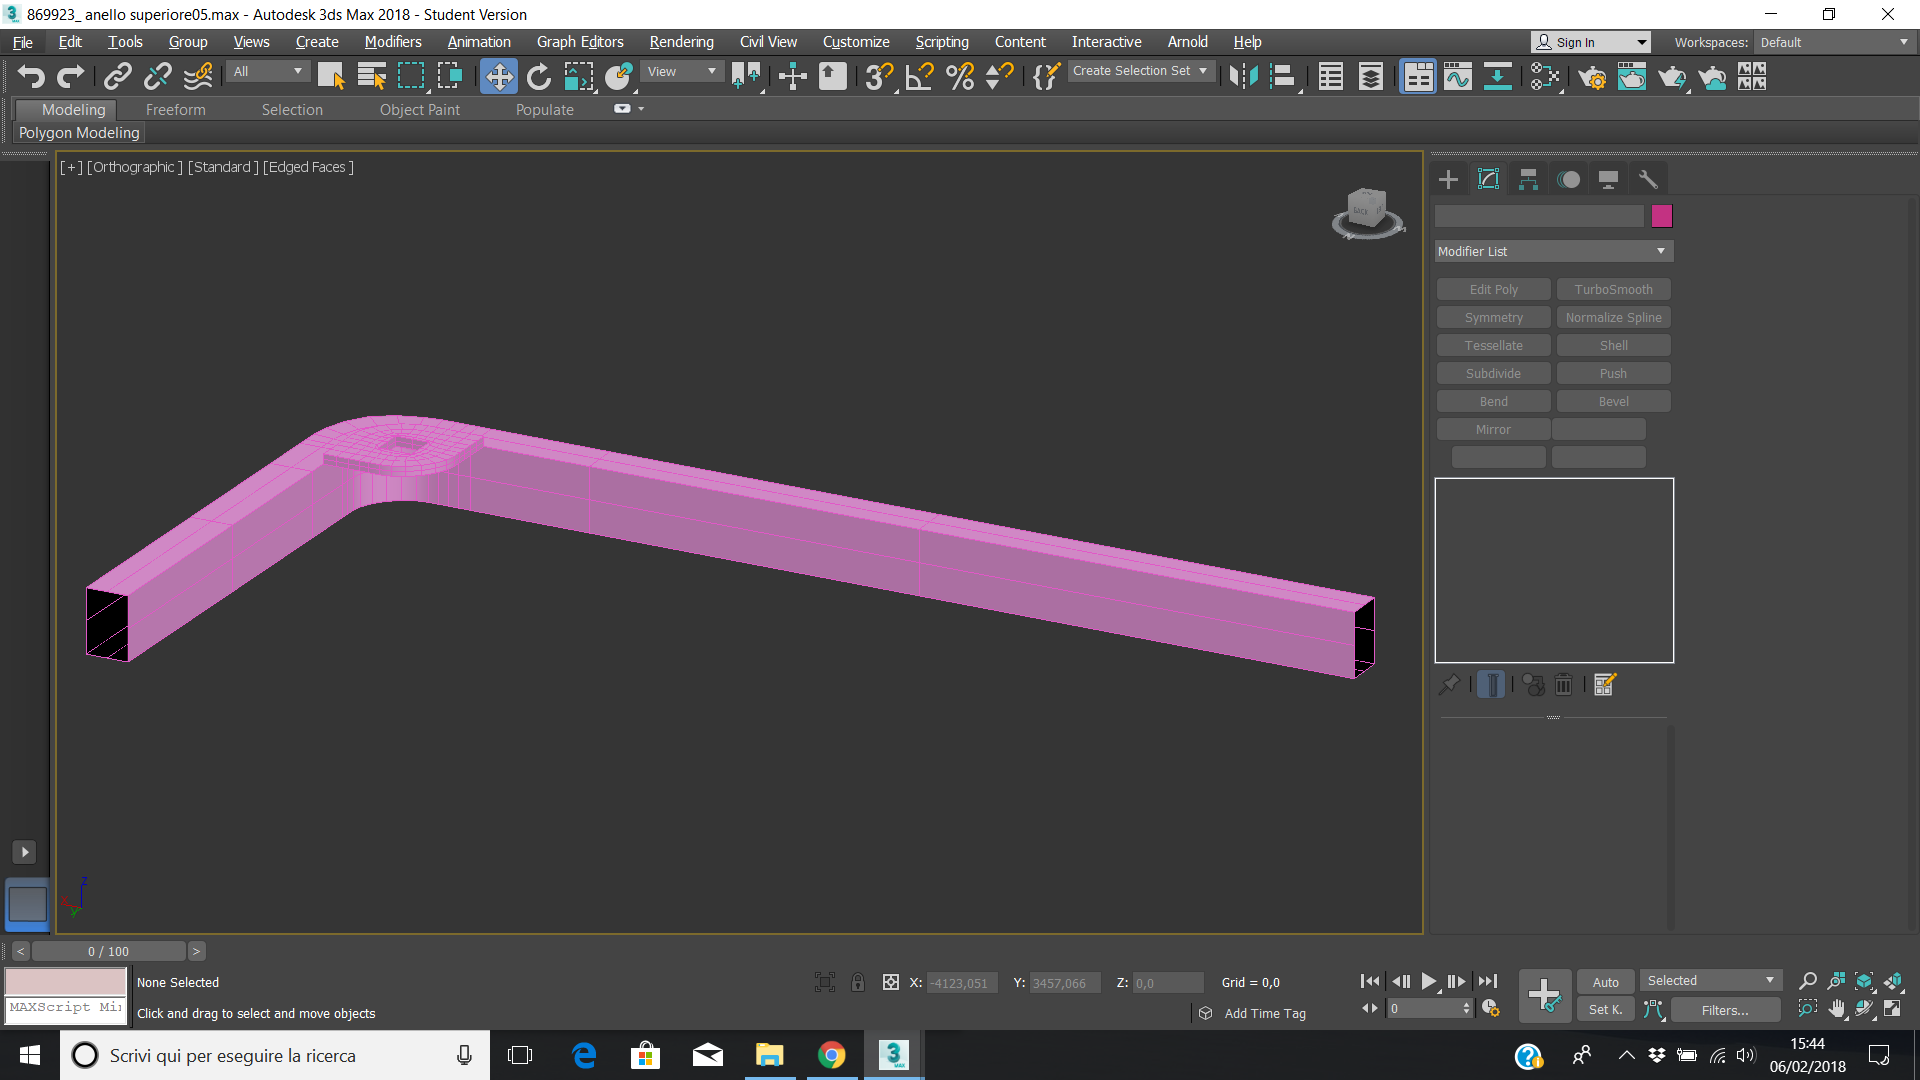 869923_ anello superiore05.max - Autodesk 3ds Max 2018 - Student Version
File Edit Tools Group Views Create Modifiers Animation Graph Editors Rendering Civil View Customize Scripting Content Interactive Arnold Help Sign In Workspaces: Default
All View Create Selection Set
Modeling Freeform Selection Object Paint Populate
Polygon Modeling
[+] [Orthographic ] [Standard ] [Edged Faces ]
BACK
Modifier List
Edit Poly TurboSmooth
Symmetry Normalize Spline
Tessellate Shell
Subdivide Push
Bend Bevel
Mirror
z
< 0 / 100 >
None Selected X: -4123,051 Y: 3457,066 Z: 0,0 Grid = 0,0 Auto Selected
MAXScript Mi
Click and drag to select and move objects Add Time Tag 0 Set K. Filters...
Scrivi qui per eseguire la ricerca
3 MAX
15:44
06/02/2018